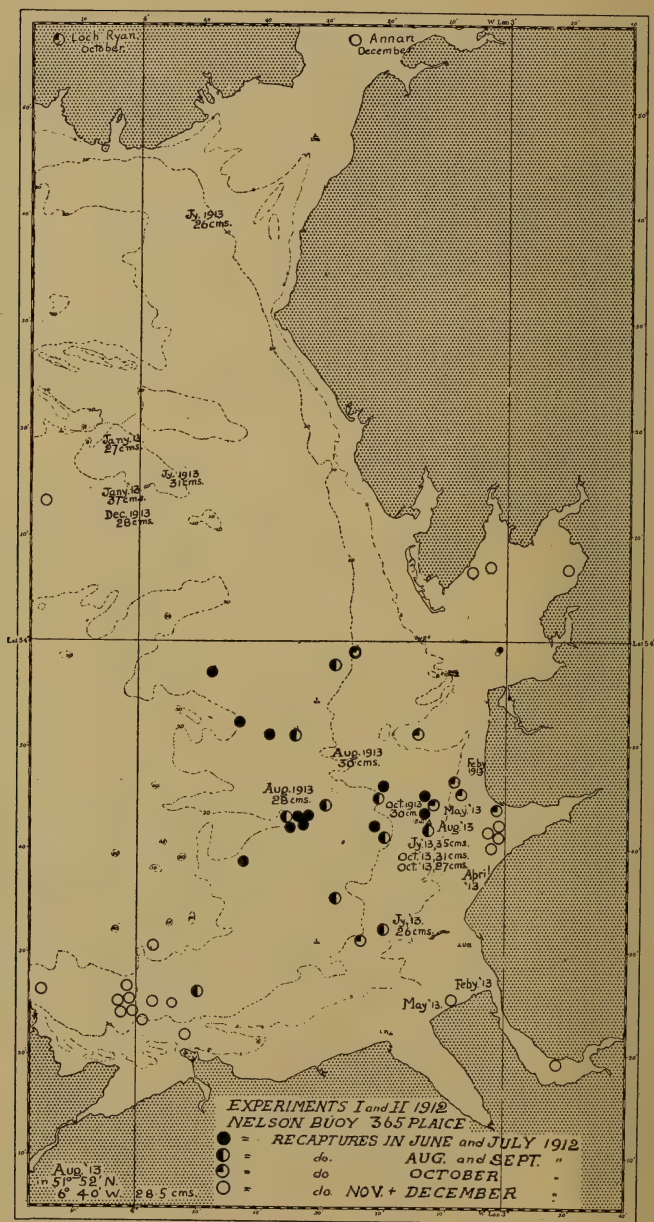 Loch Ryan.
October.
Annan
December
W. Lon 3°
Jy. 1913
26 cms.
Jany. 13
27 cms.
Jy. 1913
31 cms.
Jany. 13
37 cms.
Dec. 1913
28 cms.
Lat 54°
Aug. 1913
30 cms.
Feby
1913
Aug. 1913
28 cms.
Oct. 1913
30 cm.
May. '13
Aug. '13
Jy. '13, 35 cms.
Oct. '13, 31 cms.
Oct. '13, 27 cms.
April
'13
Jy. '13.
26 cms.
Feby. '13
May. '13.
EXPERIMENTS I and II 1912
NELSON BUOY 365 PLAICE
= RECAPTURES IN JUNE and JULY 1912
= do. AUG. and SEPT. "
= do OCTOBER "
= do. NOV. + DECEMBER "
Aug. '13
in 51° 52' N.
6° 40' W. 28.5 cms.
W. Lon 3°